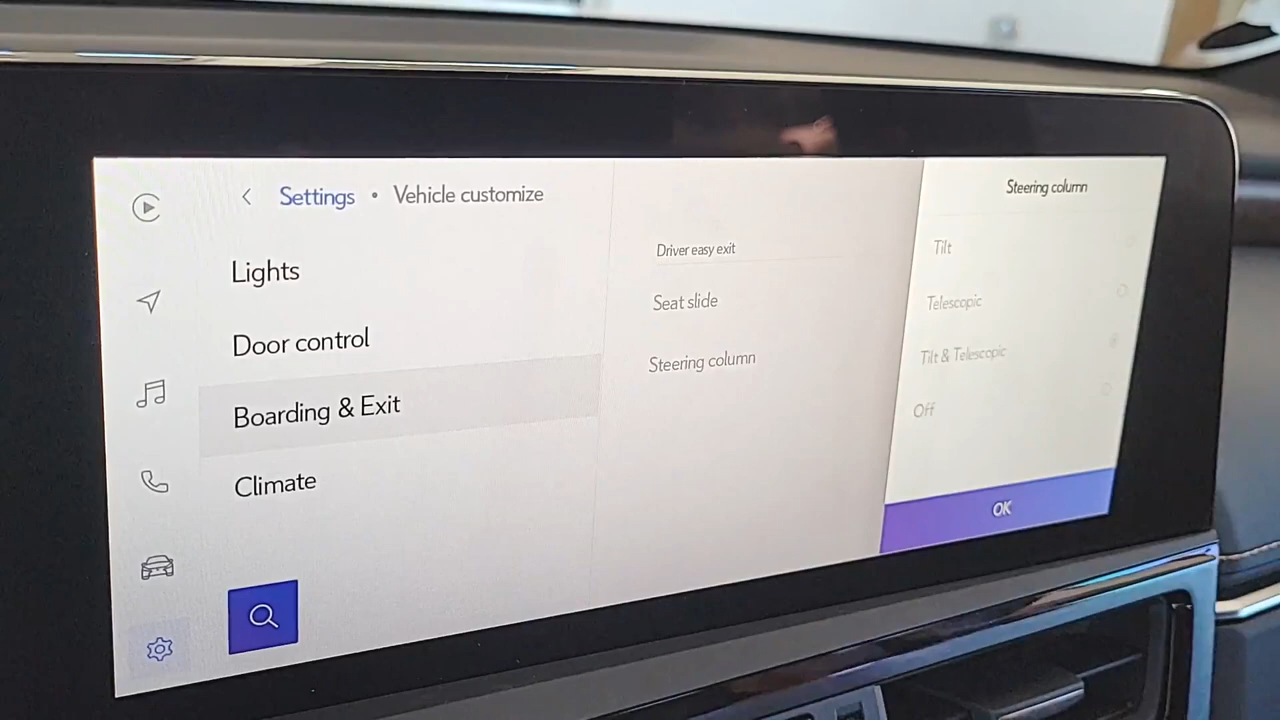 Settings • Vehicle customize
Lights
Door control
Boarding & Exit
Climate
Driver easy exit
Seat slide
Steering column
Steering column
Tilt
Telescopic
Tilt & Telescopic
Off
OK